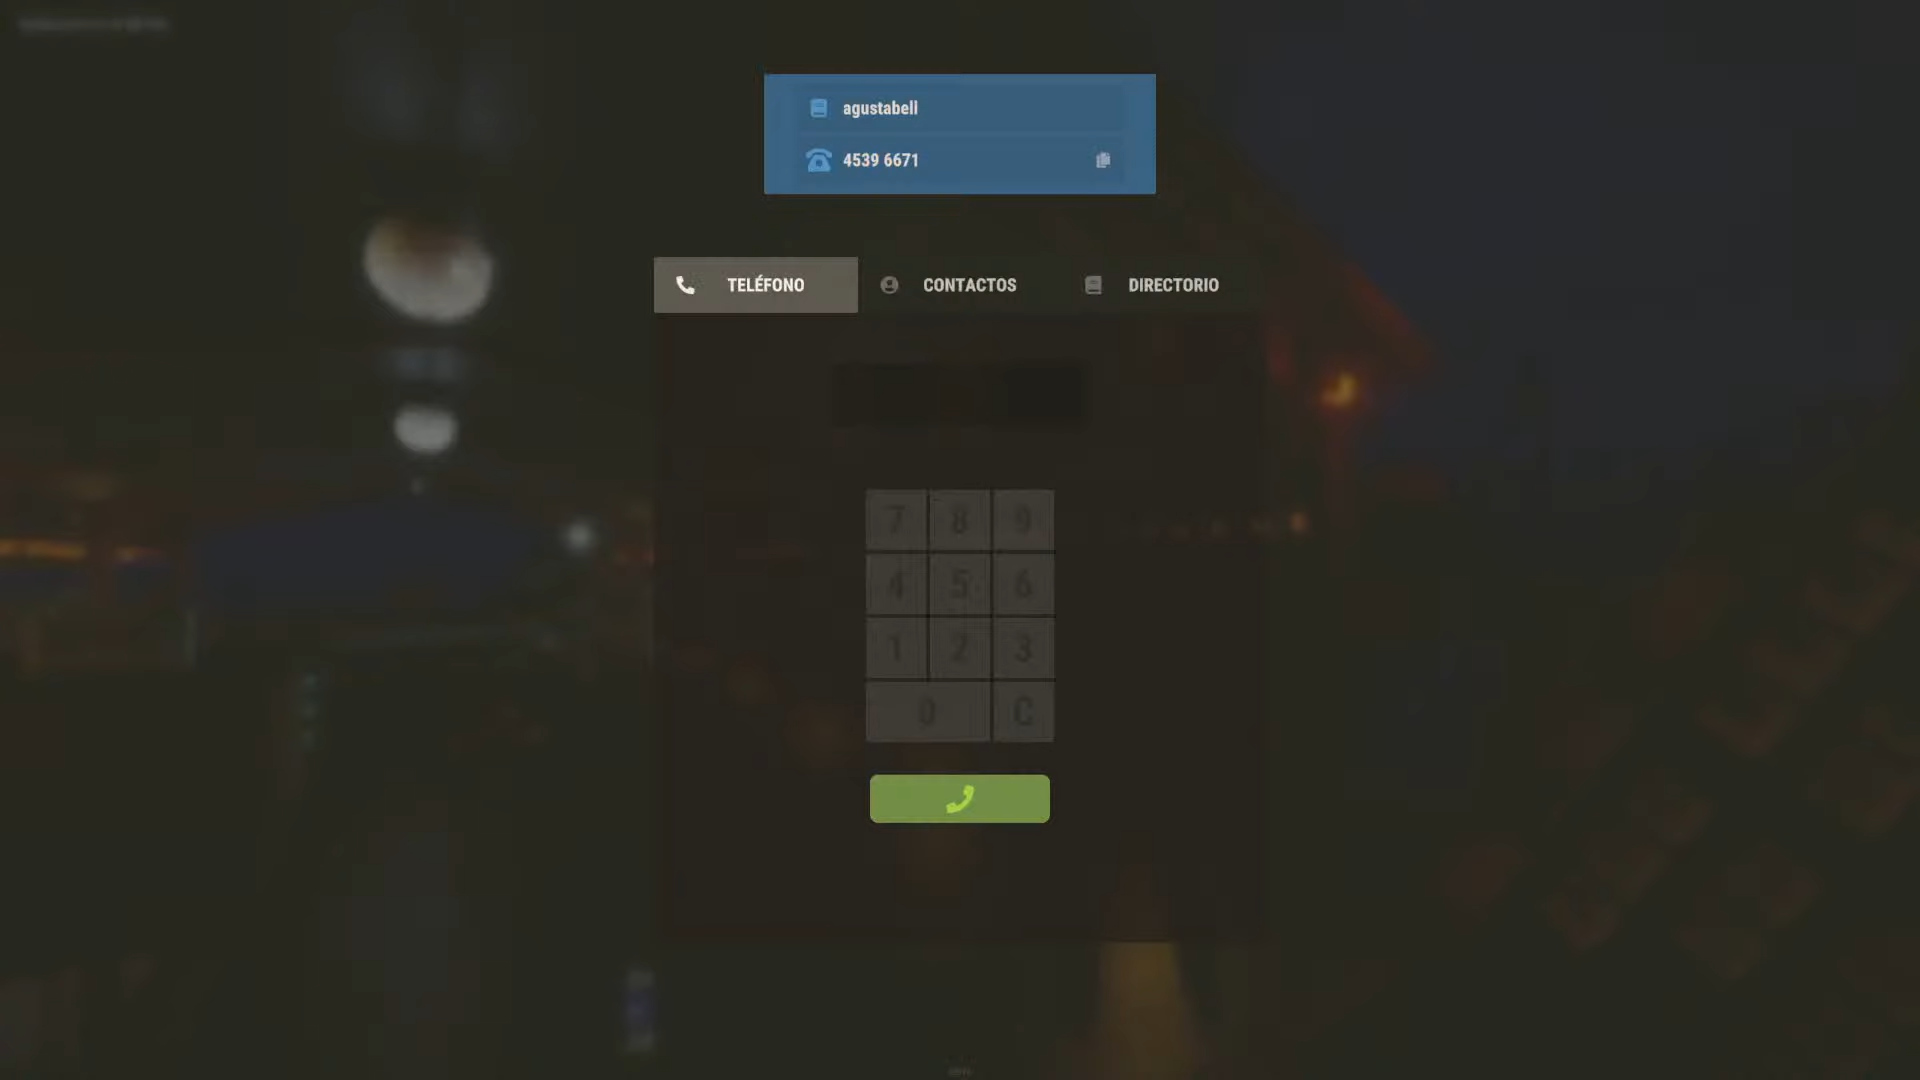 agustabell
4539 6671
TELÉFONO
CONTACTOS
DIRECTORIO
7 8 9
4 5 6
1 2 3
0 C